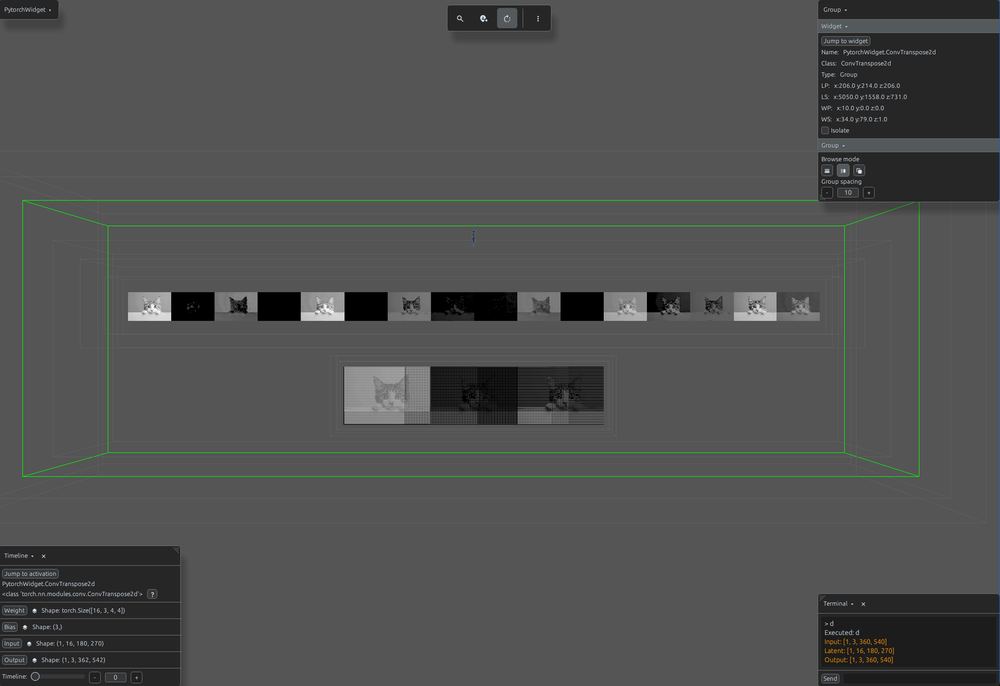 PytorchWidget
Group
Widget
Jump to widget
Name: PytorchWidget.ConvTranspose2d
Class: ConvTranspose2d
Type: Group
LP: x:206.0 y:214.0 z:206.0
LS: x:5050.0 y:1558.0 z:731.0
WP: x:10.0 y:0.0 z:0.0
WS: x:34.0 y:79.0 z:1.0
Isolate
Group
Browse mode
Group spacing
- 10 +
Timeline
Jump to activation
PytorchWidget.ConvTranspose2d
<class 'torch.nn.modules.conv.ConvTranspose2d'> ?
Weight Shape: torch.Size([16, 3, 4, 4])
Bias Shape: (3,)
Input Shape: (1, 16, 180, 270)
Output Shape: (1, 3, 362, 542)
Timeline: - 0 +
Terminal
> d
Executed: d
Input: [1, 3, 360, 540]
Latent: [1, 16, 180, 270]
Output: [1, 3, 360, 540]
Send